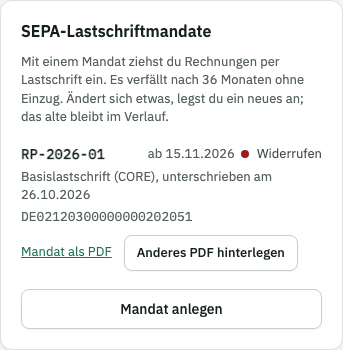 SEPA-Lastschriftmandate
Mit einem Mandat ziehst du Rechnungen per
Lastschrift ein. Es verfällt nach 36 Monaten ohne
Einzug. Ändert sich etwas, legst du ein neues an;
das alte bleibt im Verlauf.
RP-2026-01 ab 15.11.2026 Widerrufen
Basislastschrift (CORE), unterschrieben am
26.10.2026
DE02120300000000202051
Mandat als PDF Anderes PDF hinterlegen
Mandat anlegen